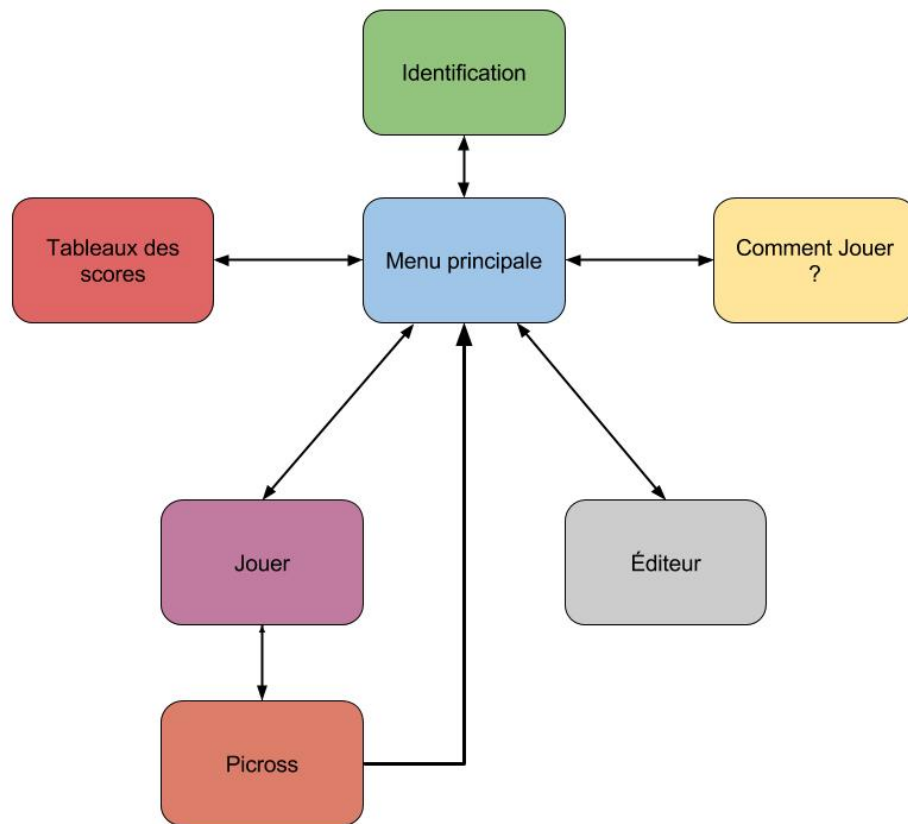 Identification
Tableaux des
scores
Menu principale
Comment Jouer
?
Jouer
Éditeur
Picross